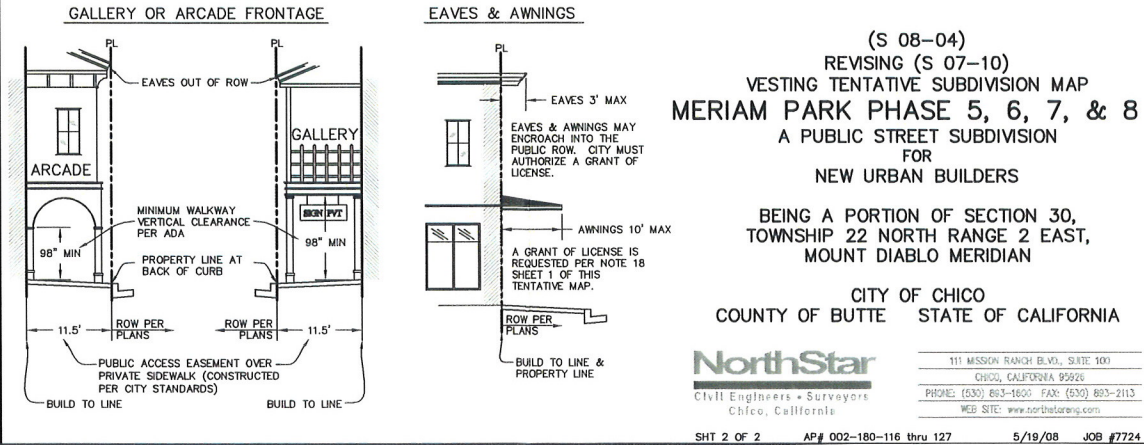 GALLERY OR ARCADE FRONTAGE
PL
PL
EAVES OUT OF ROW
GALLERY
ARCADE
SIGN PVT
MINIMUM WALKWAY
VERTICAL CLEARANCE
PER ADA
98" MIN
98" MIN
PROPERTY LINE AT
BACK OF CURB
11.5'
ROW PER
PLANS
ROW PER
PLANS
11.5'
PUBLIC ACCESS EASEMENT OVER
PRIVATE SIDEWALK (CONSTRUCTED
PER CITY STANDARDS)
BUILD TO LINE
BUILD TO LINE
EAVES & AWNINGS
PL
EAVES 3' MAX
EAVES & AWNINGS MAY
ENCROACH INTO THE
PUBLIC ROW. CITY MUST
AUTHORIZE A GRANT OF
LICENSE.
AWNINGS 10' MAX
A GRANT OF LICENSE IS
REQUESTED PER NOTE 18
SHEET 1 OF THIS
TENTATIVE MAP.
ROW PER
PLANS
BUILD TO LINE &
PROPERTY LINE
(S 08-04)
REVISING (S 07-10)
VESTING TENTATIVE SUBDIVISION MAP
MERIAM PARK PHASE 5, 6, 7, & 8
A PUBLIC STREET SUBDIVISION
FOR
NEW URBAN BUILDERS
BEING A PORTION OF SECTION 30,
TOWNSHIP 22 NORTH RANGE 2 EAST,
MOUNT DIABLO MERIDIAN
CITY OF CHICO
COUNTY OF BUTTE STATE OF CALIFORNIA
NorthStar
Civil Engineers • Surveyors
Chico, California
111 MISSION RANCH BLVD., SUITE 100
CHICO, CALIFORNIA 95926
PHONE: (530) 893-1600 FAX: (530) 893-2113
WEB SITE: www.northstareng.com
SHT 2 OF 2 AP# 002-180-116 thru 127 5/19/08 JOB #7724